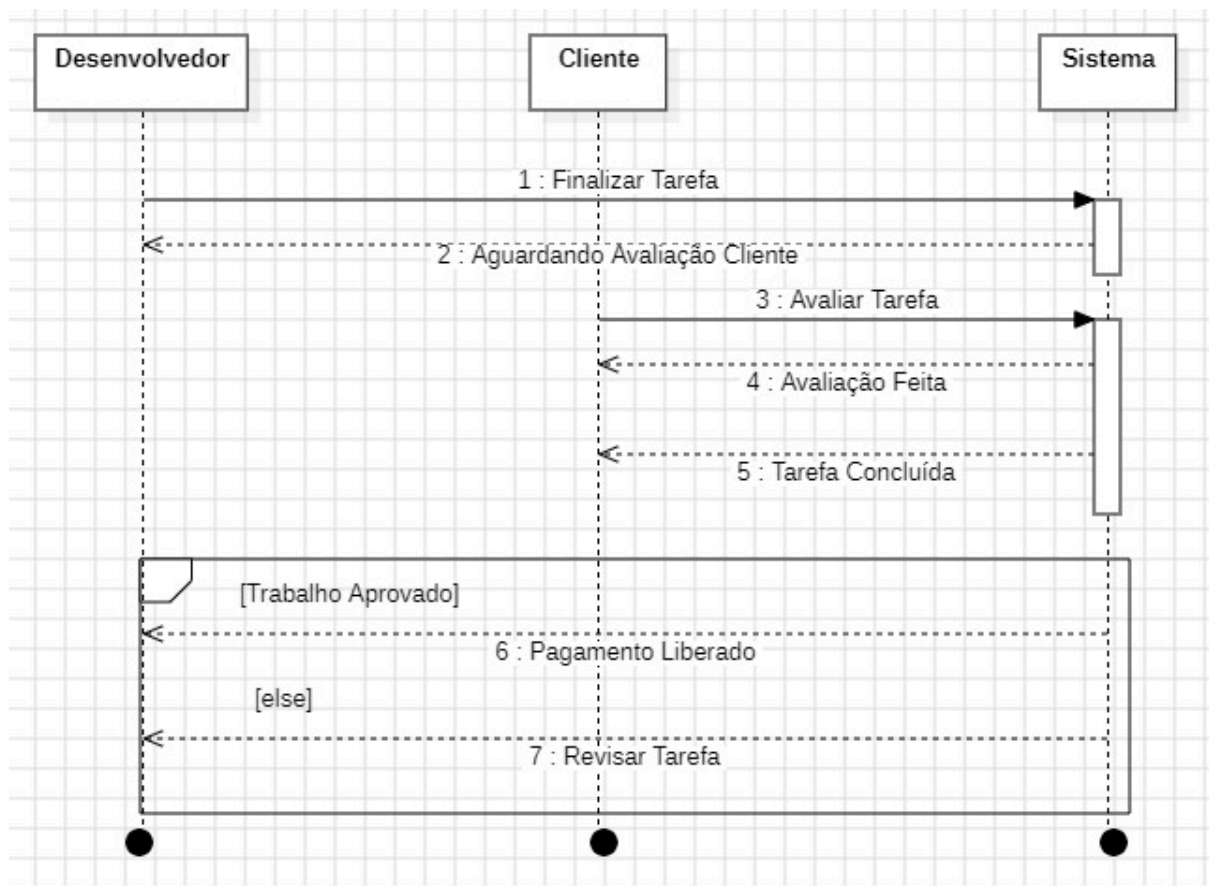 Desenvolvedor
Cliente
Sistema
1 : Finalizar Tarefa
2 : Aguardando Avaliação Cliente
3 : Avaliar Tarefa
4 : Avaliação Feita
5 : Tarefa Concluída
[Trabalho Aprovado]
6 : Pagamento Liberado
[else]
7 : Revisar Tarefa